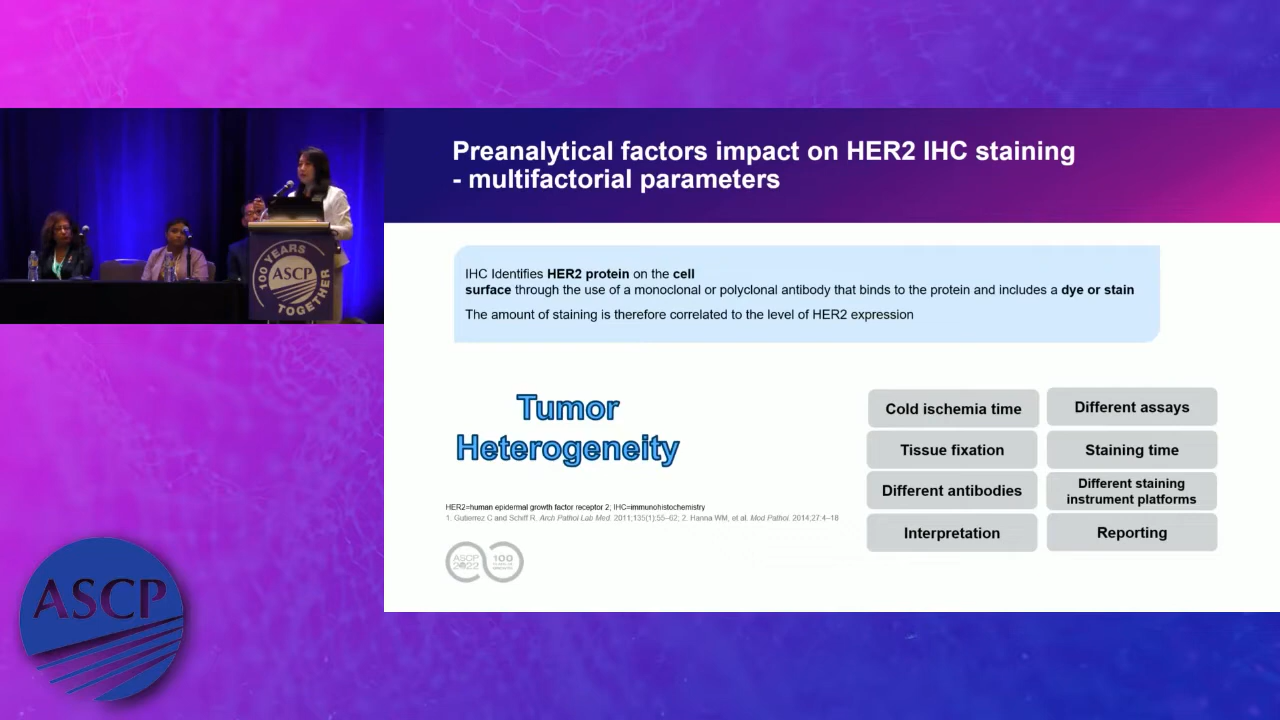 Preanalytical factors impact on HER2 IHC staining
- multifactorial parameters
IHC Identifies HER2 protein on the cell
surface through the use of a monoclonal or polyclonal antibody that binds to the protein and includes a dye or stain
The amount of staining is therefore correlated to the level of HER2 expression
Tumor
Heterogeneity
Cold ischemia time
Different assays
Tissue fixation
Staining time
Different antibodies
Different staining
instrument platforms
Interpretation
Reporting
HER2=human epidermal growth factor receptor 2; IHC=immunohistochemistry
1. Gutierrez C and Schiff R. Arch Pathol Lab Med. 2011;135(1):55–62; 2. Hanna WM, et al. Mod Pathol. 2014;27:4–18
ASCP
2022
100
100 YEARS
ASCP
TOGETHER
ASCP